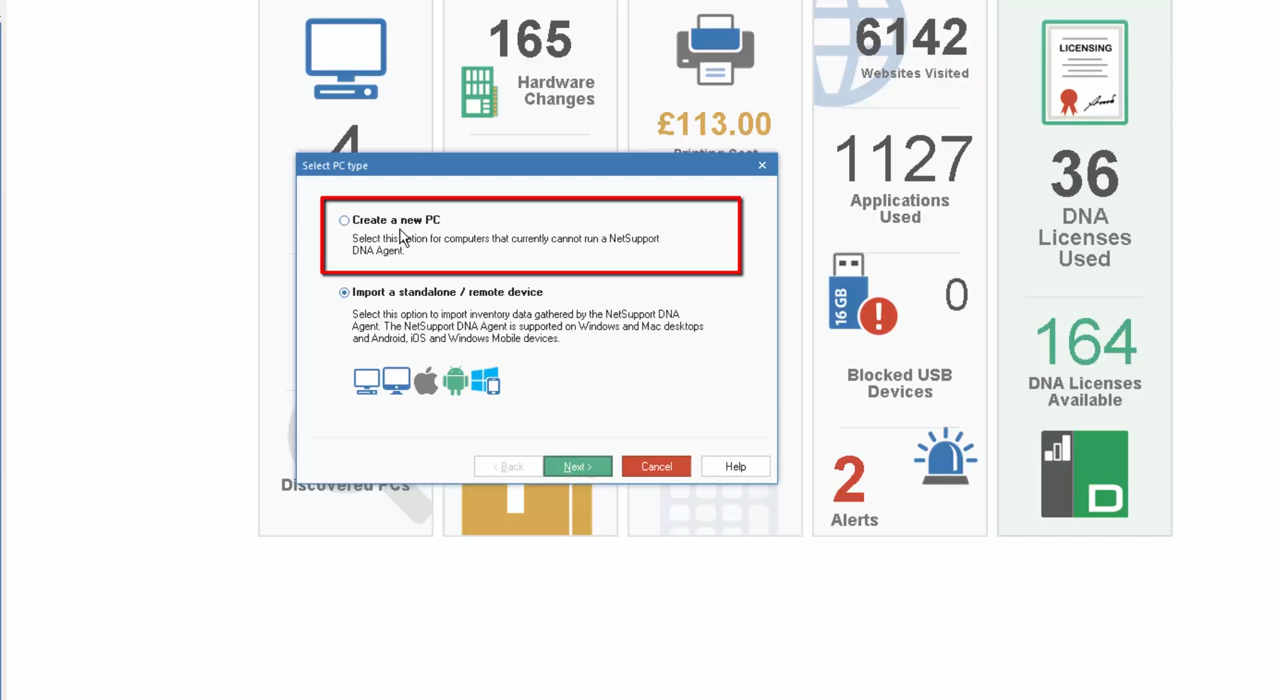 165
Hardware
Changes
£113.00
6142
Websites Visited
1127
Applications
Used
16 GB
0
Blocked USB
Devices
2
Alerts
LICENSING
36
DNA
Licenses
Used
164
DNA Licenses
Available
D
Discovered PCs
Select PC type
Create a new PC
Select this option for computers that currently cannot run a NetSupport
DNA Agent.
Import a standalone / remote device
Select this option to import inventory data gathered by the NetSupport DNA
Agent. The NetSupport DNA Agent is supported on Windows and Mac desktops
and Android, iOS and Windows Mobile devices.
< Back
Next >
Cancel
Help